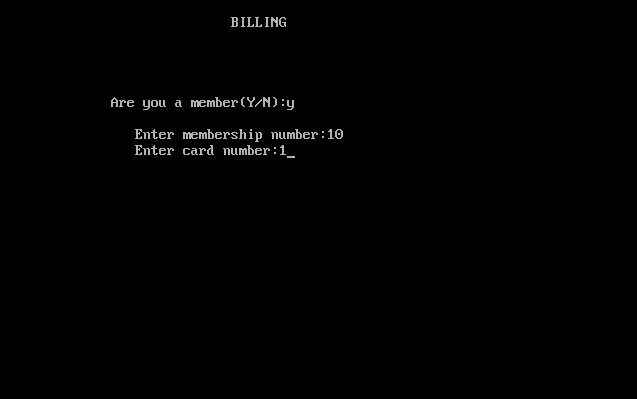 BILLING
Are you a member(Y/N):y
Enter membership number:10
Enter card number:1_